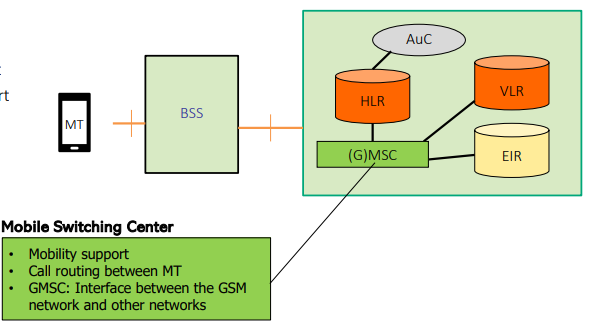 AuC
t
rt
MT
BSS
HLR
VLR
(G)MSC
EIR
Mobile Switching Center
• Mobility support
• Call routing between MT
• GMSC: Interface between the GSM
network and other networks